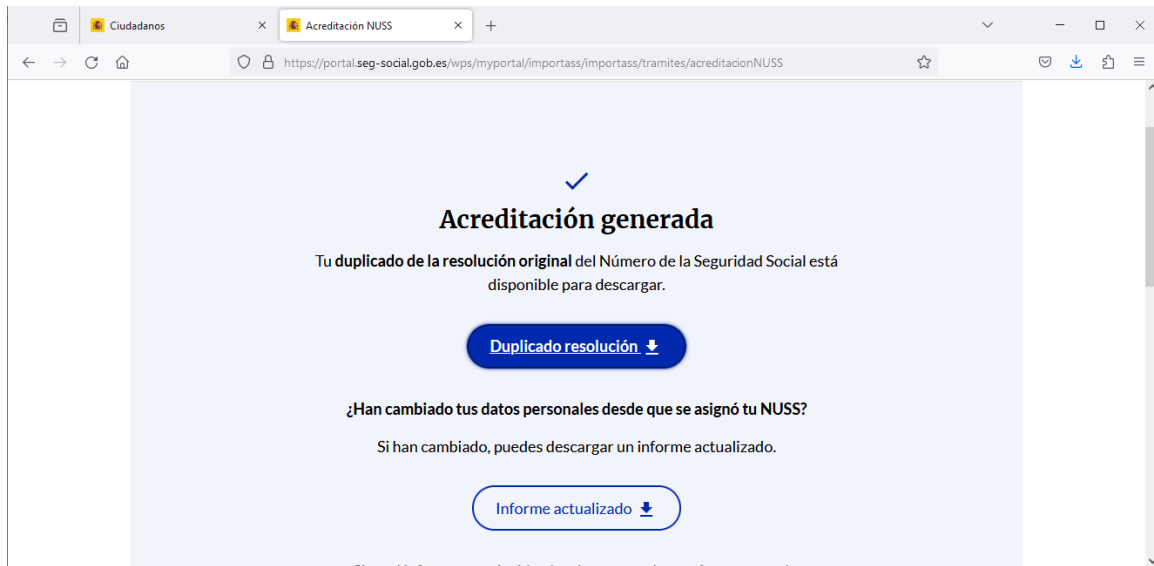 Ciudadanos
Acreditación NUSS
https://portal.seg-social.gob.es/wps/myportal/importass/importass/tramites/acreditacionNUSS
Acreditación generada
Tu duplicado de la resolución original del Número de la Seguridad Social está
disponible para descargar.
Duplicado resolución
¿Han cambiado tus datos personales desde que se asignó tu NUSS?
Si han cambiado, puedes descargar un informe actualizado.
Informe actualizado